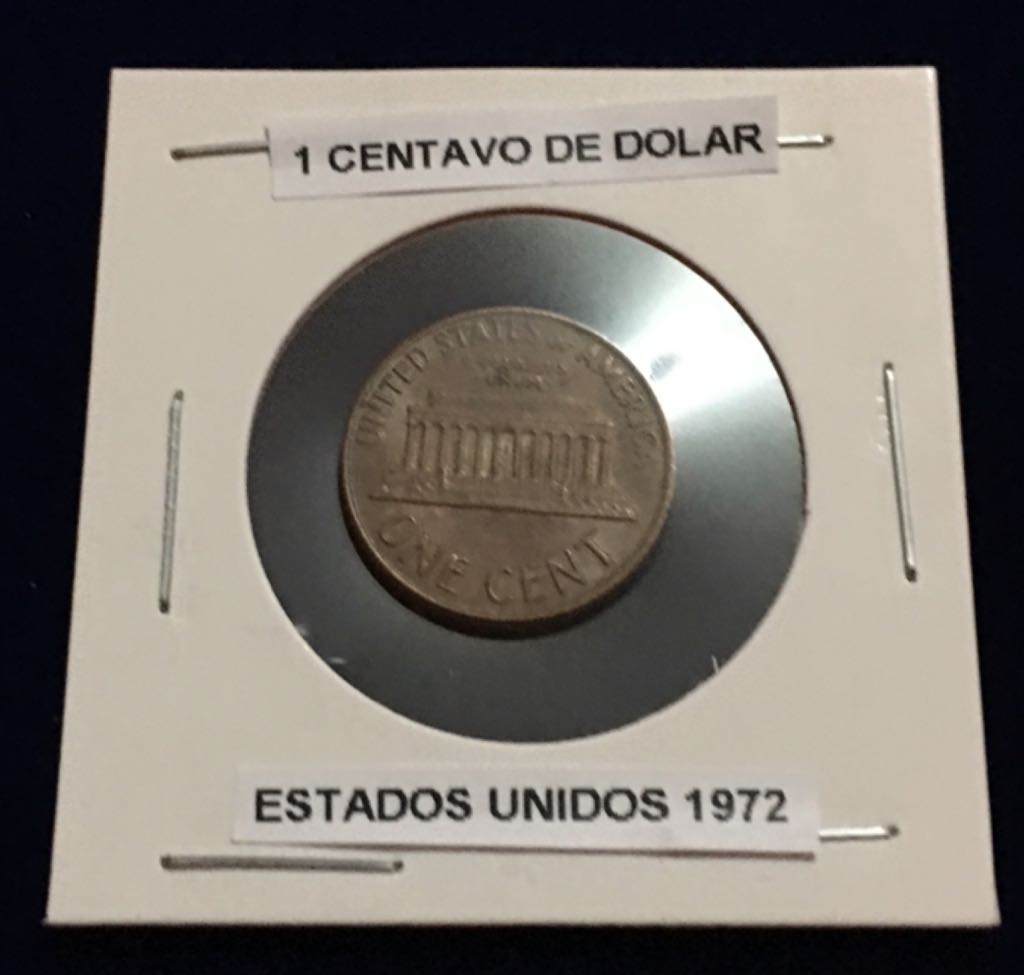 1 CENTAVO DE DOLAR
UNITED STATES OF AMERICA
ONE CENT
ESTADOS UNIDOS 1972